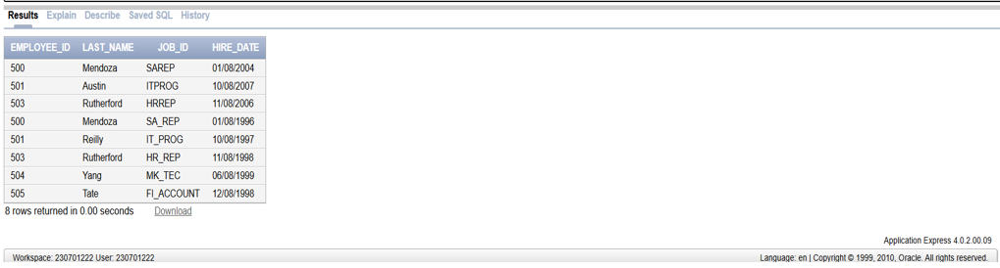 Results Explain Describe Saved SQL History
EMPLOYEE_ID LAST_NAME JOB_ID HIRE_DATE
500 Mendoza SAREP 01/08/2004
501 Austin ITPROG 10/08/2007
503 Rutherford HRREP 11/08/2006
500 Mendoza SA_REP 01/08/1996
501 Reilly IT_PROG 10/08/1997
503 Rutherford HR_REP 11/08/1998
504 Yang MK_TEC 06/08/1999
505 Tate FI_ACCOUNT 12/08/1998
8 rows returned in 0.00 seconds Download
Application Express 4.0.2.00.09
Workspace: 230701222 User: 230701222 Language: en | Copyright © 1999, 2010, Oracle. All rights reserved.